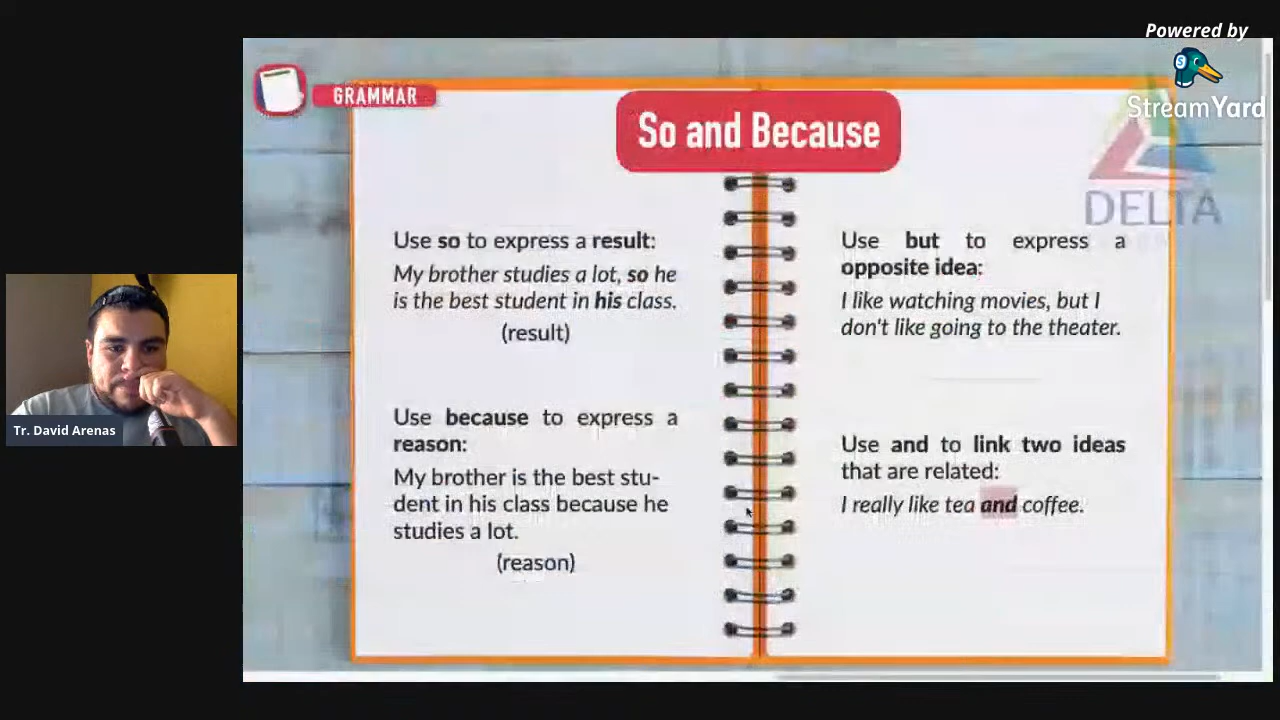 Powered by
StreamYard
GRAMMAR
So and Because
DELTA
Use so to express a result:
My brother studies a lot, so he
is the best student in his class.
(result)
Use because to express a
reason:
My brother is the best stu-
dent in his class because he
studies a lot.
(reason)
Use but to express a
opposite idea:
I like watching movies, but I
don't like going to the theater.
Use and to link two ideas
that are related:
I really like tea and coffee.
Tr. David Arenas